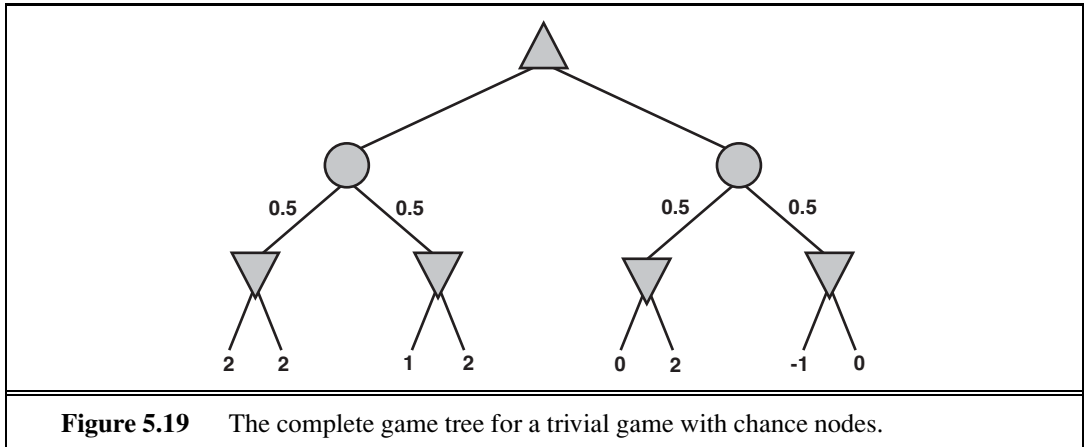 0.5 0.5 0.5 0.5
2 2 1 2 0 2 -1 0
Figure 5.19 The complete game tree for a trivial game with chance nodes.